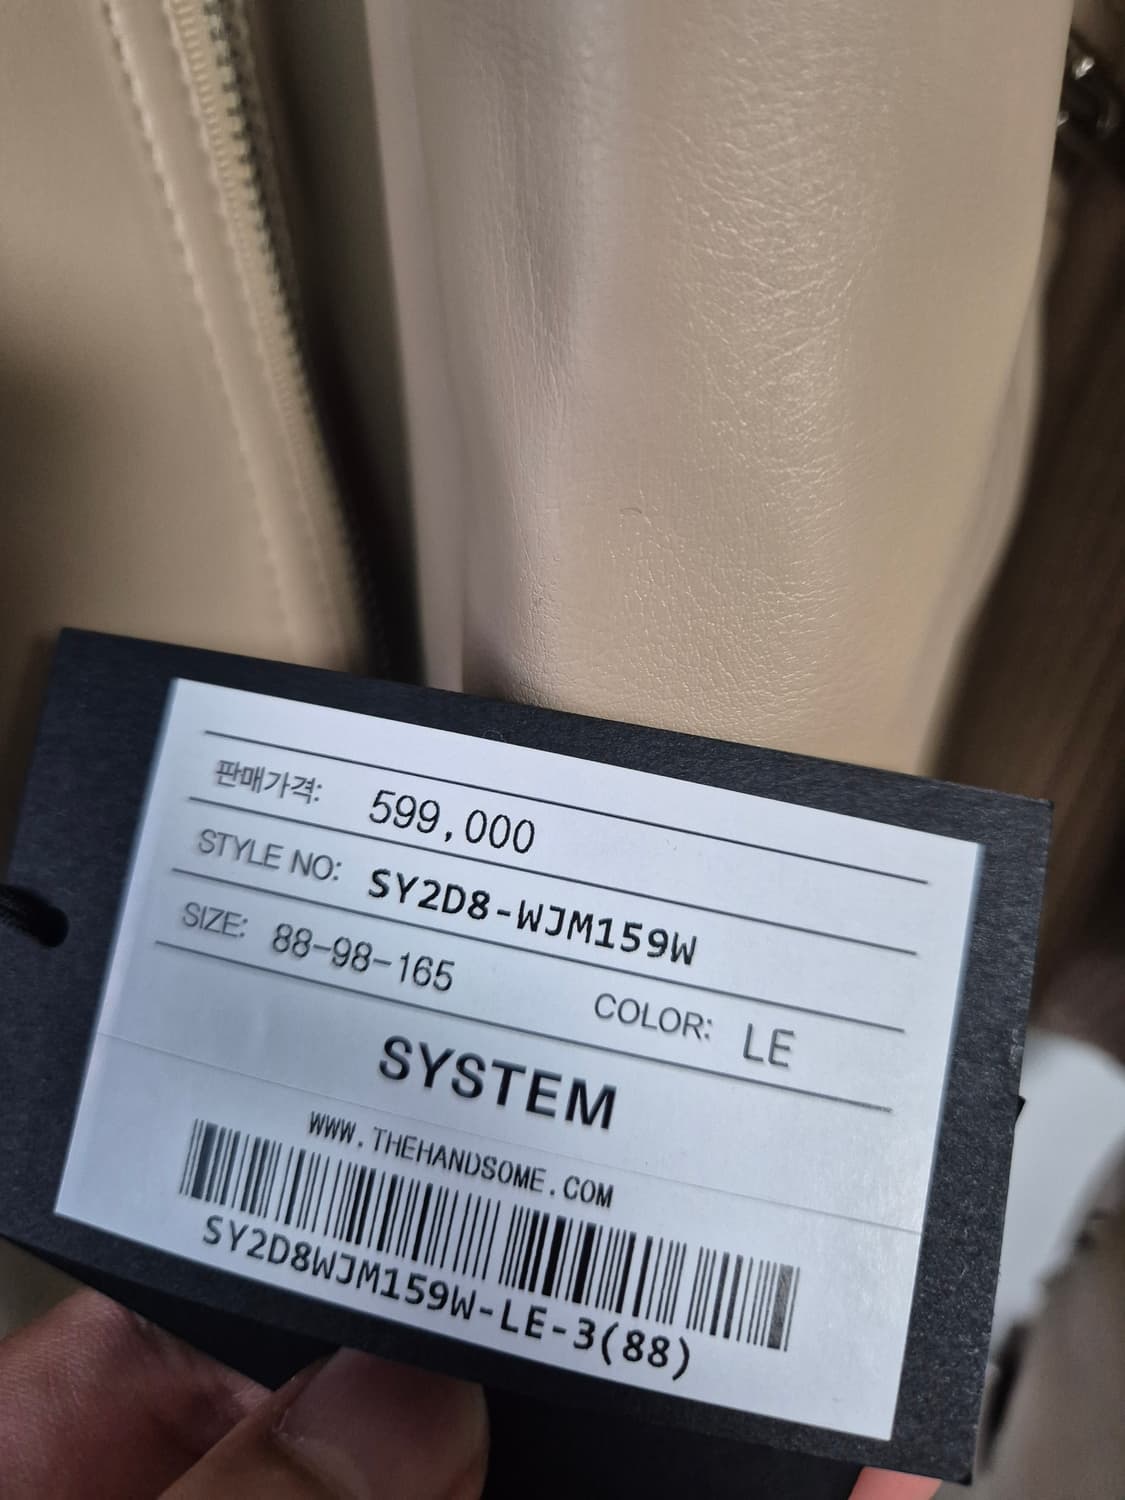 판매가격: 599,000
STYLE NO: SY2D8-WJM159W
SIZE: 88-98-165 COLOR: LE
SYSTEM
WWW.THEHANDSOME.COM
SY2D8WJM159W-LE-3(88)